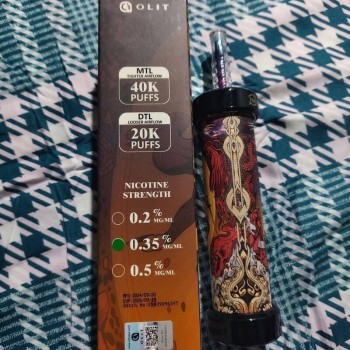 OLIT
MTL
TIGHTER AIRFLOW
40K
PUFFS
DTL
LOOSER AIRFLOW
20K
PUFFS
NICOTINE
STRENGTH
0.2 % MG/ML
0.35 % MG/ML
0.5 % MG/ML